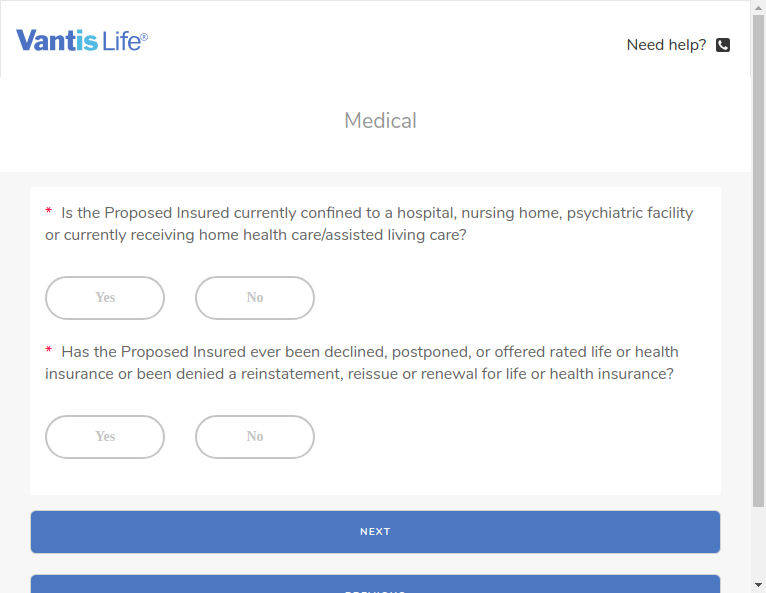 Vantis Life®
Need help?
Medical
* Is the Proposed Insured currently confined to a hospital, nursing home, psychiatric facility
or currently receiving home health care/assisted living care?
Yes No
* Has the Proposed Insured ever been declined, postponed, or offered rated life or health
insurance or been denied a reinstatement, reissue or renewal for life or health insurance?
Yes No
NEXT
PREVIOUS